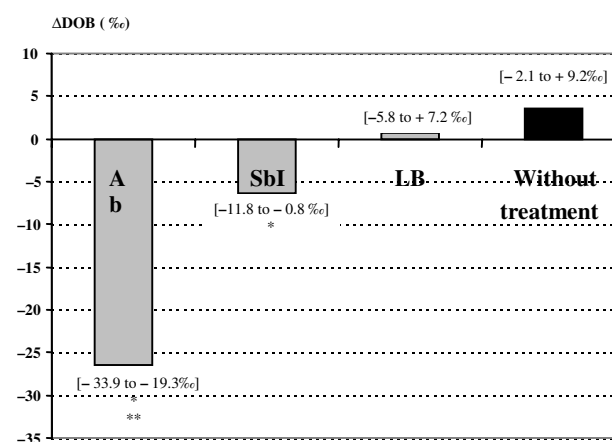 ΔDOB ( ‰)
10
[− 2.1 to + 9.2‰]
5
[−5.8 to + 7.2 ‰]
0
A
b
SbI
LB
Without
treatment
−5
[−11.8 to − 0.8 ‰]
*
−10
−15
−20
−25
[− 33.9 to − 19.3‰]
*
**
−30
−35